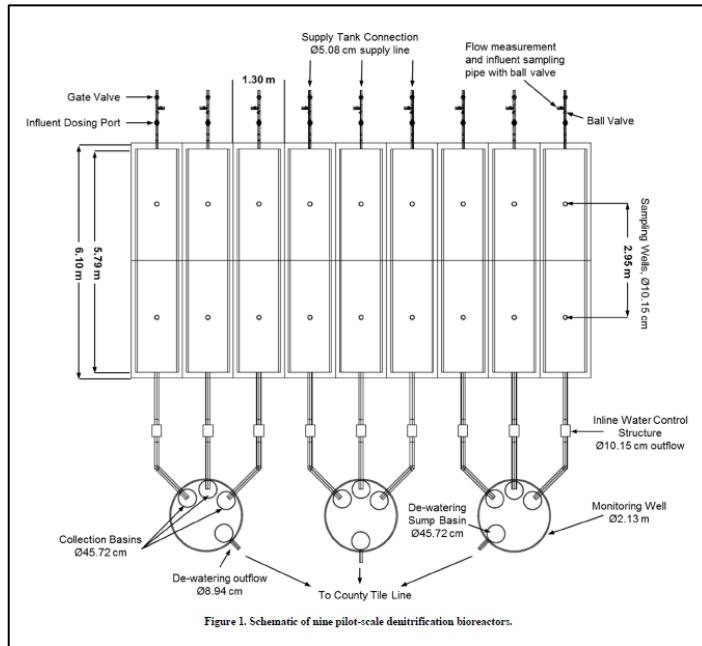 Supply Tank Connection
Ø5.08 cm supply line
Flow measurement
and influent sampling
pipe with ball valve
1.30 m
Gate Valve
Influent Dosing Port
Ball Valve
6.10 m
5.79 m
2.95 m
Sampling Wells, Ø10.15 cm
Inline Water Control
Structure
Ø10.15 cm outflow
De-watering
Sump Basin
Ø45.72 cm
Monitoring Well
Ø2.13 m
Collection Basins
Ø45.72 cm
De-watering outflow
Ø8.94 cm
To County Tile Line
Figure 1. Schematic of nine pilot-scale denitrification bioreactors.